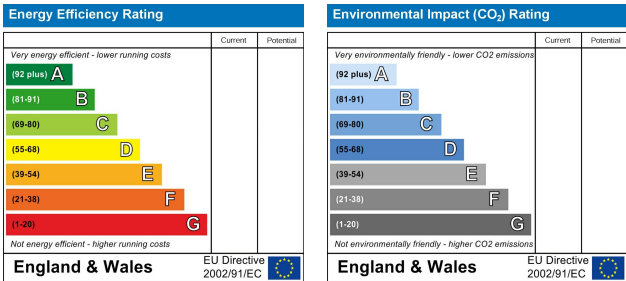 Energy Efficiency Rating
Current Potential
Very energy efficient - lower running costs
(92 plus) A
(81-91) B
(69-80) C
(55-68) D
(39-54) E
(21-38) F
(1-20) G
Not energy efficient - higher running costs
England & Wales
EU Directive
2002/91/EC
Environmental Impact (CO₂) Rating
Current Potential
Very environmentally friendly - lower CO2 emissions
(92 plus) A
(81-91) B
(69-80) C
(55-68) D
(39-54) E
(21-38) F
(1-20) G
Not environmentally friendly - higher CO2 emissions
England & Wales
EU Directive
2002/91/EC